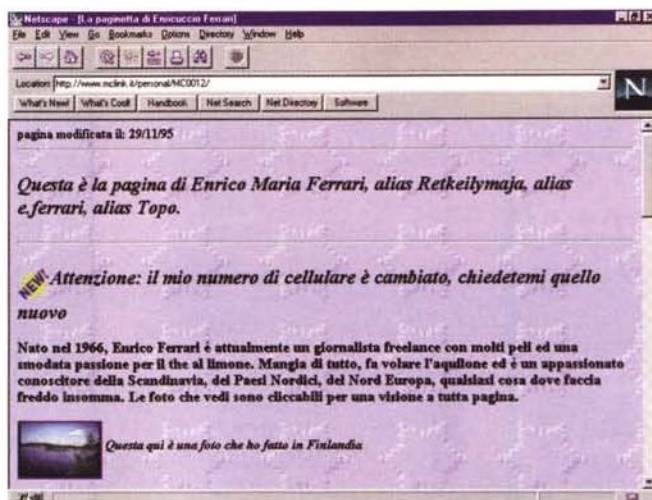 Netscape - [La paginetta di Enricuccio Ferrari]
File Edit View Go Bookmarks Options Directory Window Help
Location: http://www.mclink.it/personal/MC0012/
N
What's New! What's Cool! Handbook Net Search Net Directory Software
pagina modificata il: 29/11/95
Questa è la pagina di Enrico Maria Ferrari, alias Retkeilymaja, alias
e.ferrari, alias Topo.
NEW! Attenzione: il mio numero di cellulare è cambiato, chiedetemi quello
nuovo
Nato nel 1966, Enrico Ferrari è attualmente un giornalista freelance con molti peli ed una
smodata passione per il the al limone. Mangia di tutto, fa volare l'aquilone ed è un appassionato
conoscitore della Scandinavia, dei Paesi Nordici, del Nord Europa, qualsiasi cosa dove faccia
freddo insomma. Le foto che vedi sono cliccabili per una visione a tutta pagina.
Questa qui è una foto che ho fatto in Finlandia